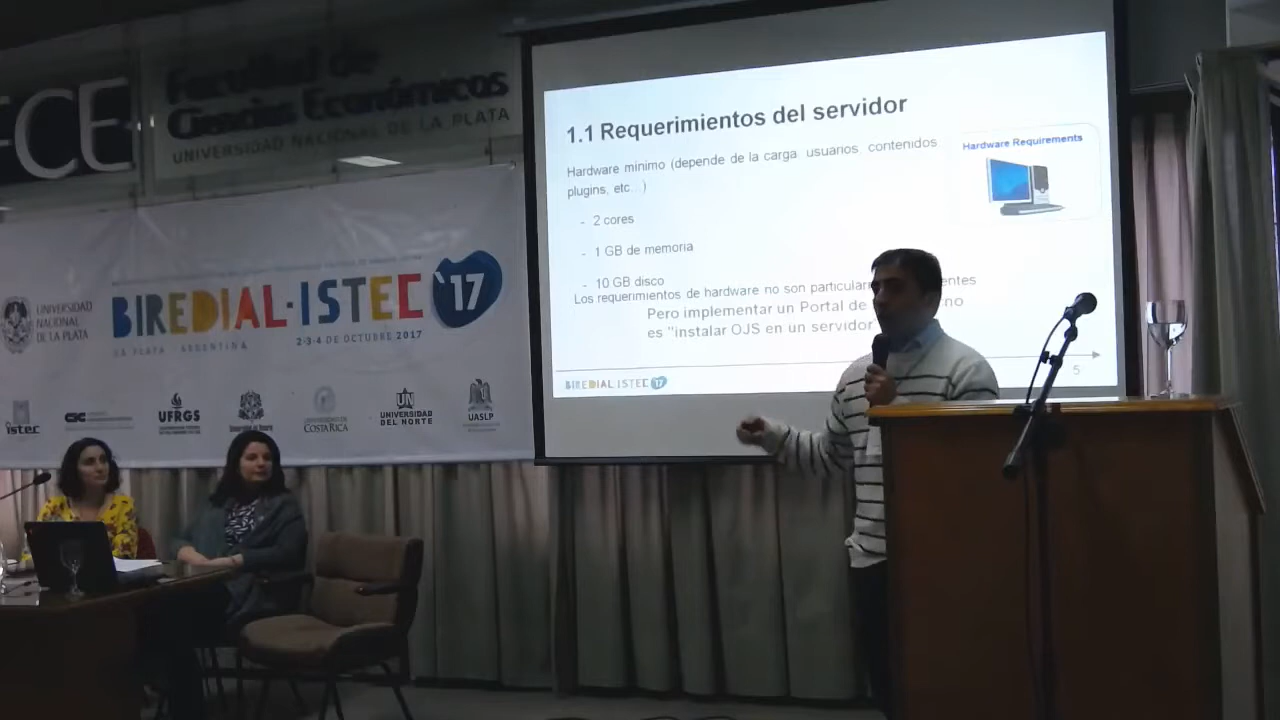 FCE
Facultad de
Ciencias Económicas
UNIVERSIDAD NACIONAL DE LA PLATA
UNIVERSIDAD
NACIONAL
DE LA PLATA
BIREDIAL-ISTEC '17
LA PLATA ARGENTINA
2-3-4 DE OCTUBRE 2017
istec
UFRGS
COSTA RICA
UN
UNIVERSIDAD
DEL NORTE
UASLP
1.1 Requerimientos del servidor
Hardware minimo (depende de la carga usuarios contenidos
plugins, etc...)
- 2 cores
- 1 GB de memoria
- 10 GB disco
Los requerimientos de hardware no son
Pero implementar un Portal de no
es "instalar OJS en un servidor
Hardware Requirements
BIREDIAL ISTEC 17
5